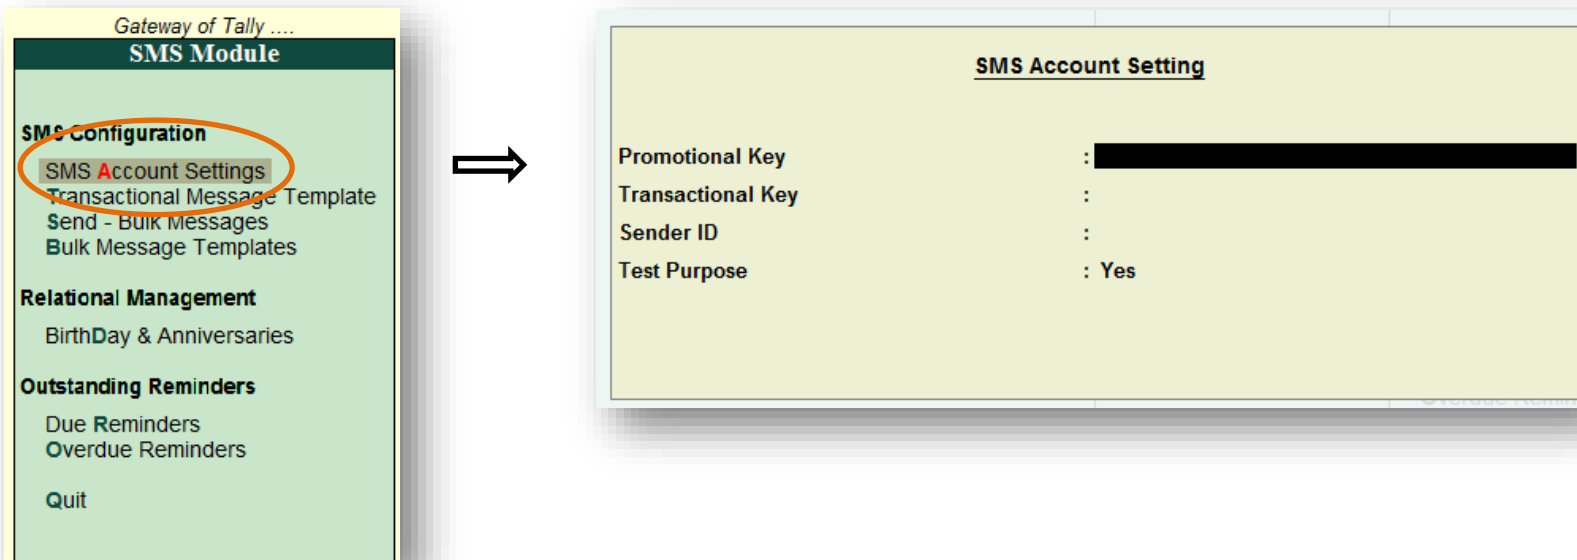 Gateway of Tally ....
SMS Module
SMS Configuration
SMS Account Settings
Transactional Message Template
Send - Bulk Messages
Bulk Message Templates
Relational Management
BirthDay & Anniversaries
Outstanding Reminders
Due Reminders
Overdue Reminders
Quit
SMS Account Setting
Promotional Key :
Transactional Key :
Sender ID :
Test Purpose : Yes